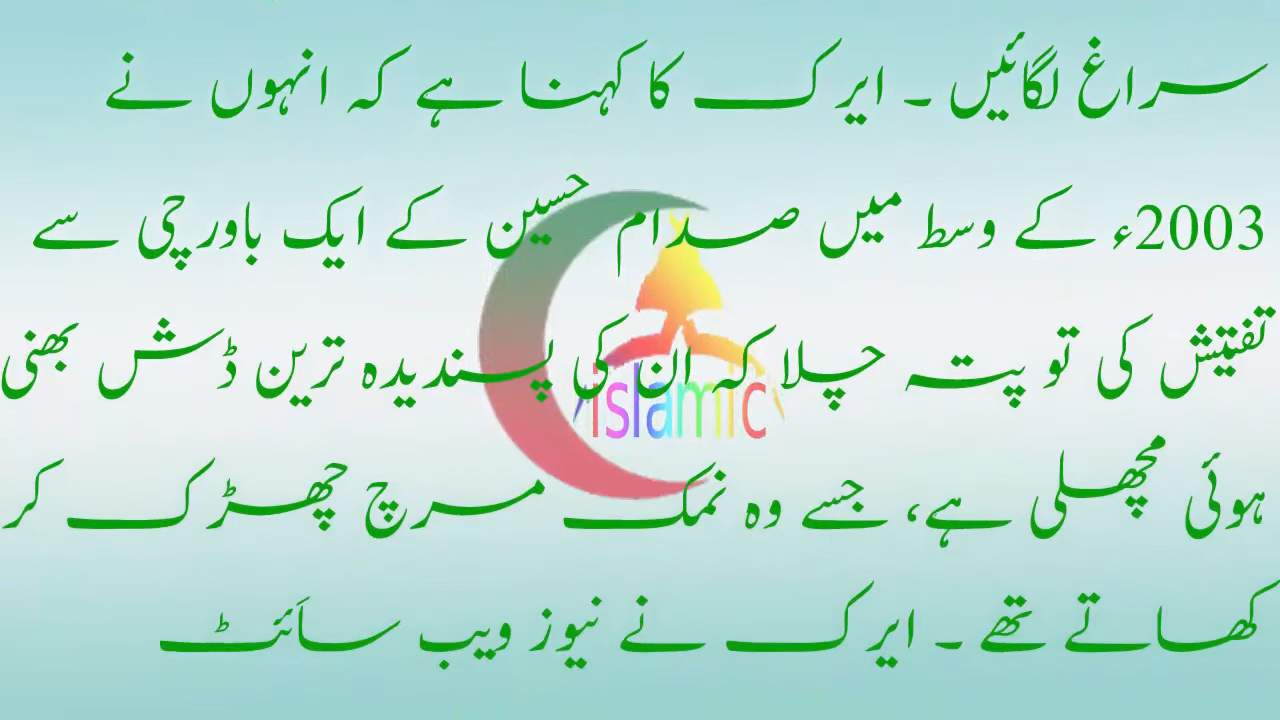 سراغ لگائیں ۔ ایرک کا کہنا ہے کہ انہوں نے
2003ء کے وسط میں صدام حسین کے ایک باورچی سے
تفتیش کی تو پتہ چلا کہ ان کی پسندیدہ ترین ڈش بھنی
ہوئی مچھلی ہے، جسے وہ نمک مرچ چھڑک کر
کھاتے تھے ۔ ایرک نے نیوز ویب سائٹ
islamic